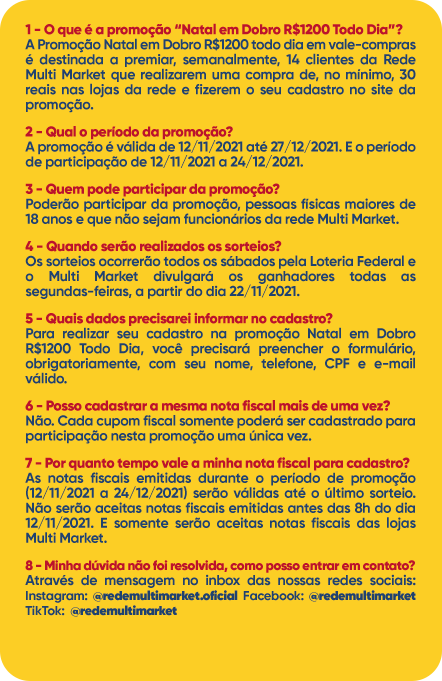 1 - O que é a promoção “Natal em Dobro R$1200 Todo Dia”?
A Promoção Natal em Dobro R$1200 todo dia em vale-compras
é destinada a premiar, semanalmente, 14 clientes da Rede
Multi Market que realizarem uma compra de, no mínimo, 30
reais nas lojas da rede e fizerem o seu cadastro no site da
promoção.
2 - Qual o período da promoção?
A promoção é válida de 12/11/2021 até 27/12/2021. E o período
de participação de 12/11/2021 a 24/12/2021.
3 - Quem pode participar da promoção?
Poderão participar da promoção, pessoas físicas maiores de
18 anos e que não sejam funcionários da rede Multi Market.
4 - Quando serão realizados os sorteios?
Os sorteios ocorrerão todos os sábados pela Loteria Federal e
o Multi Market divulgará os ganhadores todas as
segundas-feiras, a partir do dia 22/11/2021.
5 - Quais dados precisarei informar no cadastro?
Para realizar seu cadastro na promoção Natal em Dobro
R$1200 Todo Dia, você precisará preencher o formulário,
obrigatoriamente, com seu nome, telefone, CPF e e-mail
válido.
6 - Posso cadastrar a mesma nota fiscal mais de uma vez?
Não. Cada cupom fiscal somente poderá ser cadastrado para
participação nesta promoção uma única vez.
7 - Por quanto tempo vale a minha nota fiscal para cadastro?
As notas fiscais emitidas durante o período de promoção
(12/11/2021 a 24/12/2021) serão válidas até o último sorteio.
Não serão aceitas notas fiscais emitidas antes das 8h do dia
12/11/2021. E somente serão aceitas notas fiscais das lojas
Multi Market.
8 - Minha dúvida não foi resolvida, como posso entrar em contato?
Através de mensagem no inbox das nossas redes sociais:
Instagram: @redemultimarket.oficial Facebook: @redemultimarket
TikTok: @redemultimarket